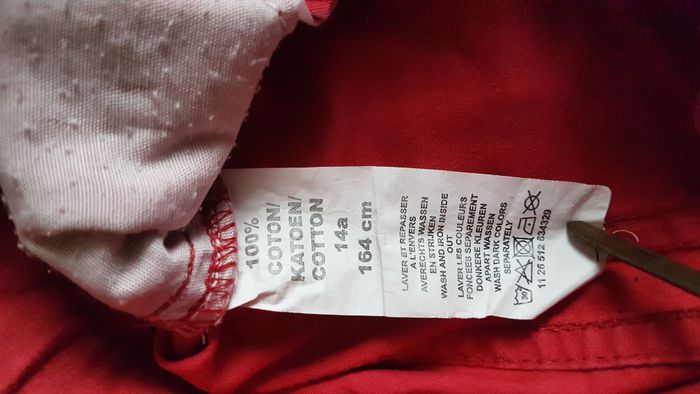 100%
COTON/
KATOEN/
COTTON
14a
164 cm
LAVER ET REPASSER
A L'ENVERS
AVERECHTS WASSEN
EN STRIJKEN
WASH AND IRON INSIDE
OUT
LAVER LES COULEURS
FONCEES SEPAREMENT
DONKERE KLEUREN
APART WASSEN
WASH DARK COLORS
SEPARATELY
30
11 26 512 634329